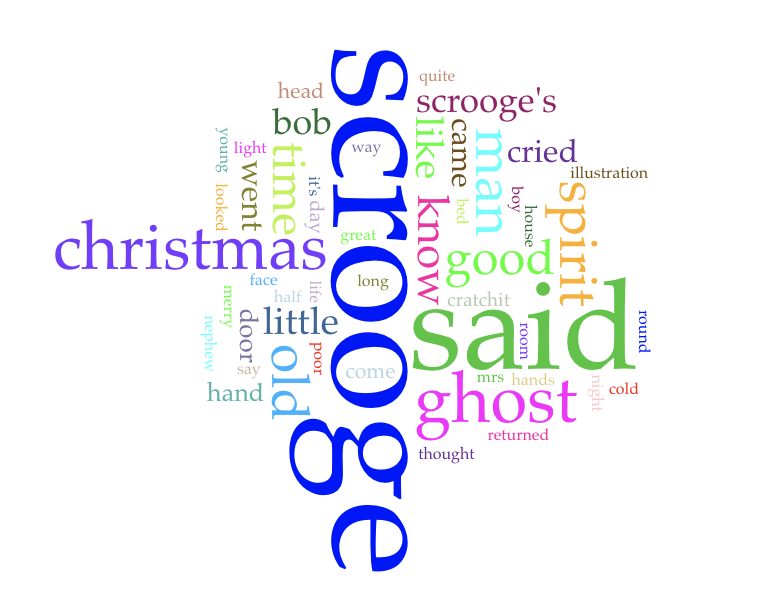 scrooge
quite
head
scrooge's
bob
like
came
man
cried
way
young
light
time
went
illustration
it's
day
looked
know
bed
boy
house
spirit
christmas
great
good
face
long
half
life
cratchit
said
merry
little
nephew
door
old
poor
room
round
say
come
mrs
hands
night
cold
hand
ghost
returned
thought